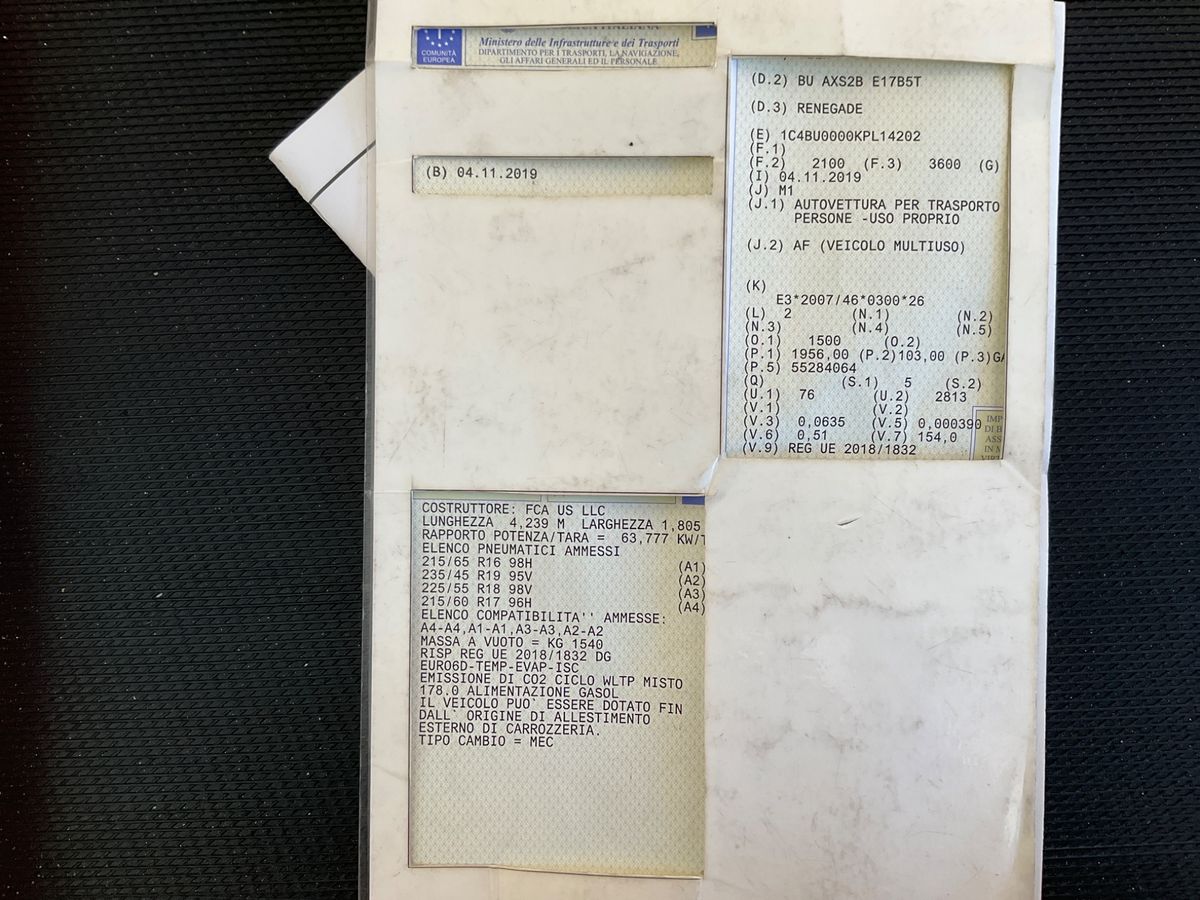 COMUNITÀ
EUROPEA
Ministero delle Infrastrutture e dei Trasporti
DIPARTIMENTO PER I TRASPORTI, LA NAVIGAZIONE,
GLI AFFARI GENERALI ED IL PERSONALE
(B) 04.11.2019
(D.2) BU AXS2B E17B5T
(D.3) RENEGADE
(E) 1C4BU0000KPL14202
(F.1)
(F.2) 2100 (F.3) 3600 (G)
(I) 04.11.2019
(J) M1
(J.1) AUTOVETTURA PER TRASPORTO
PERSONE -USO PROPRIO
(J.2) AF (VEICOLO MULTIUSO)
(K)
E3*2007/46*0300*26
(L) 2 (N.1) (N.2)
(N.3) (N.4) (N.5)
(O.1) 1500 (O.2)
(P.1) 1956,00 (P.2)103,00 (P.3)GA
(P.5) 55284064
(Q) (S.1) 5 (S.2)
(U.1) 76 (U.2) 2813
(V.1) (V.2)
(V.3) 0,0635 (V.5) 0,000390
(V.6) 0,51 (V.7) 154,0
(V.9) REG UE 2018/1832
IMP
DI B
ASS
IN M
COSTRUTTORE: FCA US LLC
LUNGHEZZA 4,239 M LARGHEZZA 1,805
RAPPORTO POTENZA/TARA = 63,777 KW/T
ELENCO PNEUMATICI AMMESSI
215/65 R16 98H (A1)
235/45 R19 95V (A2)
225/55 R18 98V (A3)
215/60 R17 96H (A4)
ELENCO COMPATIBILITA'' AMMESSE:
A4-A4,A1-A1,A3-A3,A2-A2
MASSA A VUOTO = KG 1540
RISP REG UE 2018/1832 DG
EURO6D-TEMP-EVAP-ISC
EMISSIONE DI CO2 CICLO WLTP MISTO
178.0 ALIMENTAZIONE GASOL
IL VEICOLO PUO` ESSERE DOTATO FIN
DALL` ORIGINE DI ALLESTIMENTO
ESTERNO DI CARROZZERIA.
TIPO CAMBIO = MEC